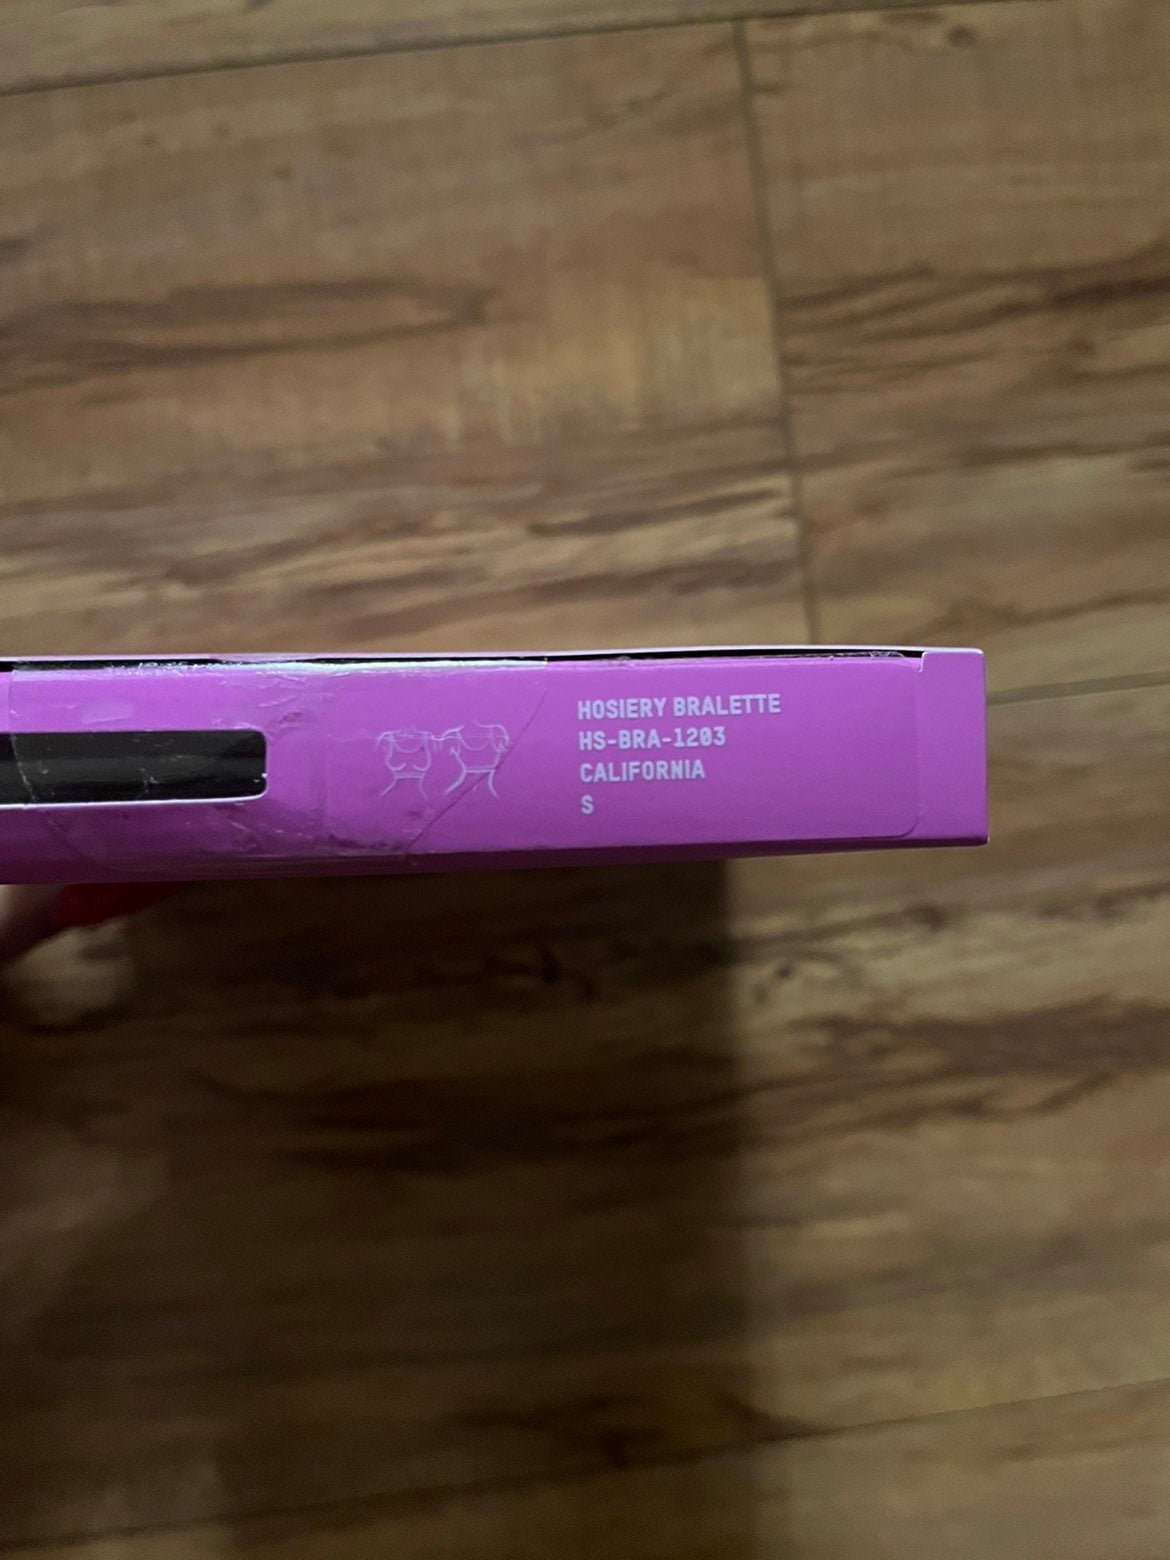 HOSIERY BRALETTE
HS-BRA-1203
CALIFORNIA
S